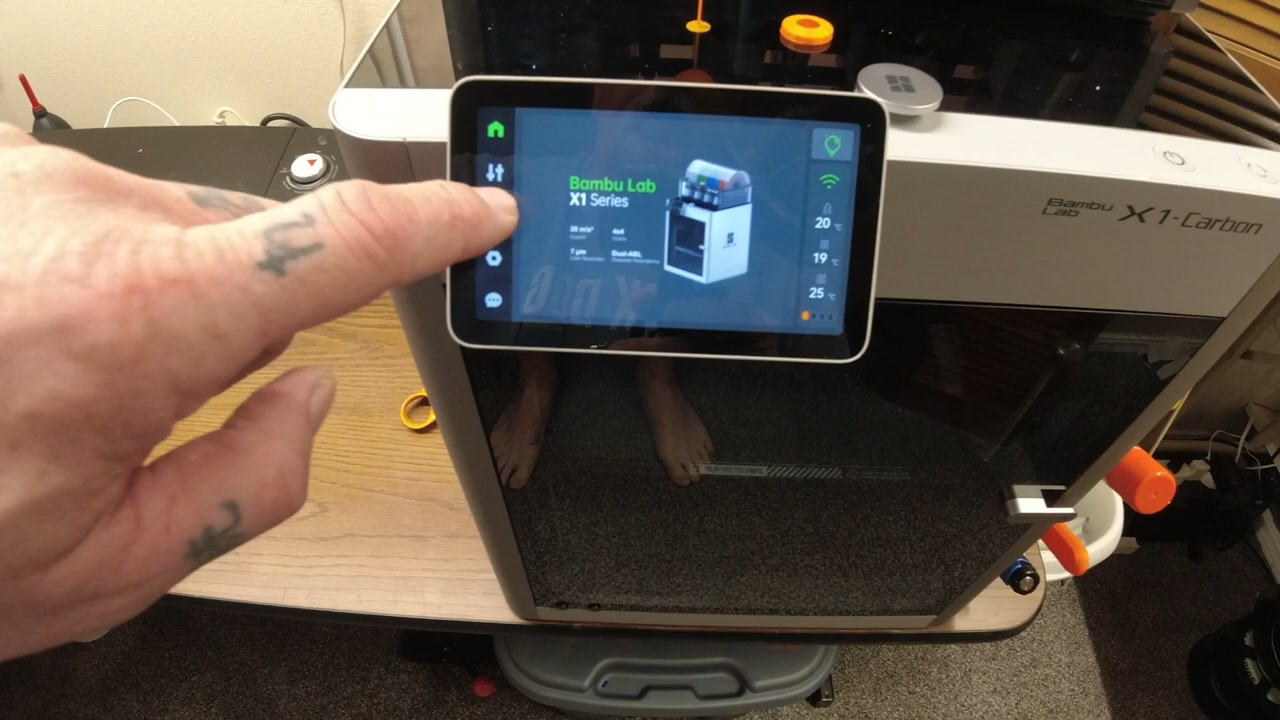 Bambu Lab
X1 Series
20 m/s²
4x4
7 μm
Dual-ABL
20 °C
19 °C
25 °C
Bambu
Lab
X1-Carbon